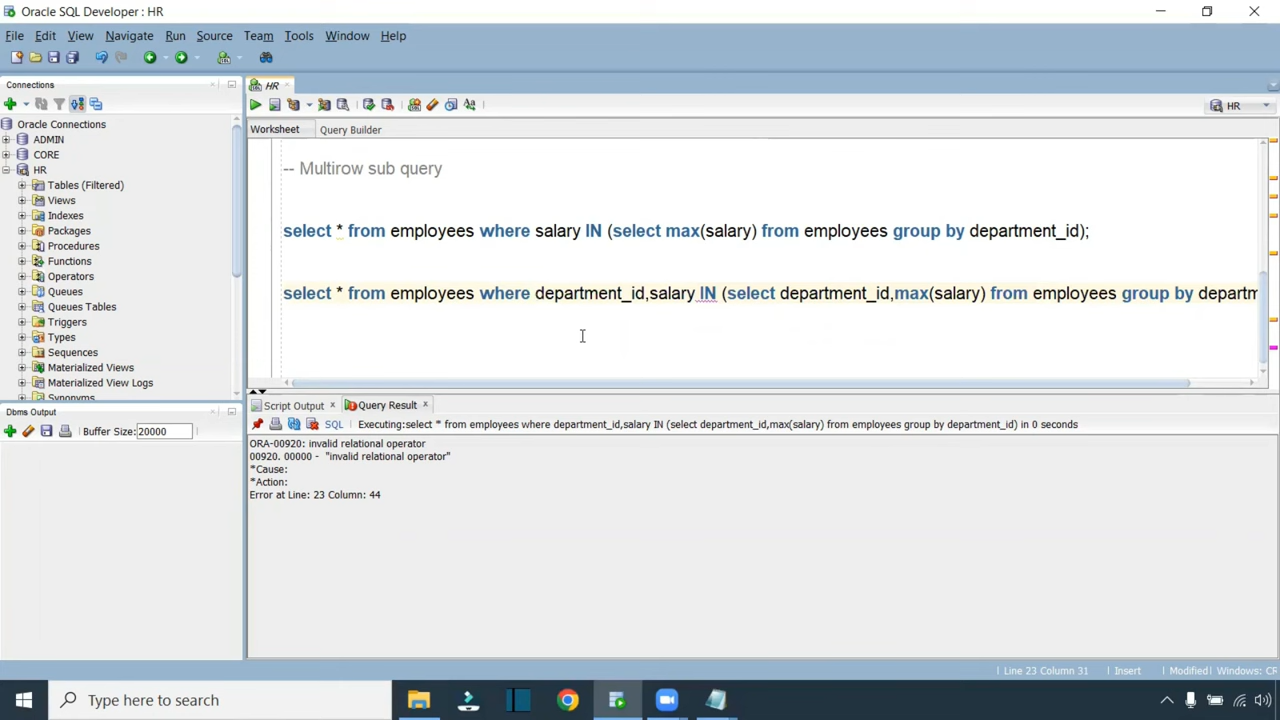 Oracle SQL Developer : HR
File Edit View Navigate Run Source Team Tools Window Help
Connections
HR
HR
Worksheet Query Builder
Oracle Connections
ADMIN
CORE
HR
Tables (Filtered)
Views
Indexes
Packages
Procedures
Functions
Operators
Queues
Queues Tables
Triggers
Types
Sequences
Materialized Views
Materialized View Logs
Synonyms
-- Multirow sub query
select * from employees where salary IN (select max(salary) from employees group by department_id);
select * from employees where department_id,salary IN (select department_id,max(salary) from employees group by departm
Dbms Output
Buffer Size: 20000
Script Output Query Result
SQL Executing:select * from employees where department_id,salary IN (select department_id,max(salary) from employees group by department_id) in 0 seconds
ORA-00920: invalid relational operator
00920. 00000 - "invalid relational operator"
*Cause:
*Action:
Error at Line: 23 Column: 44
Line 23 Column 31 Insert Modified Windows: CR
Type here to search